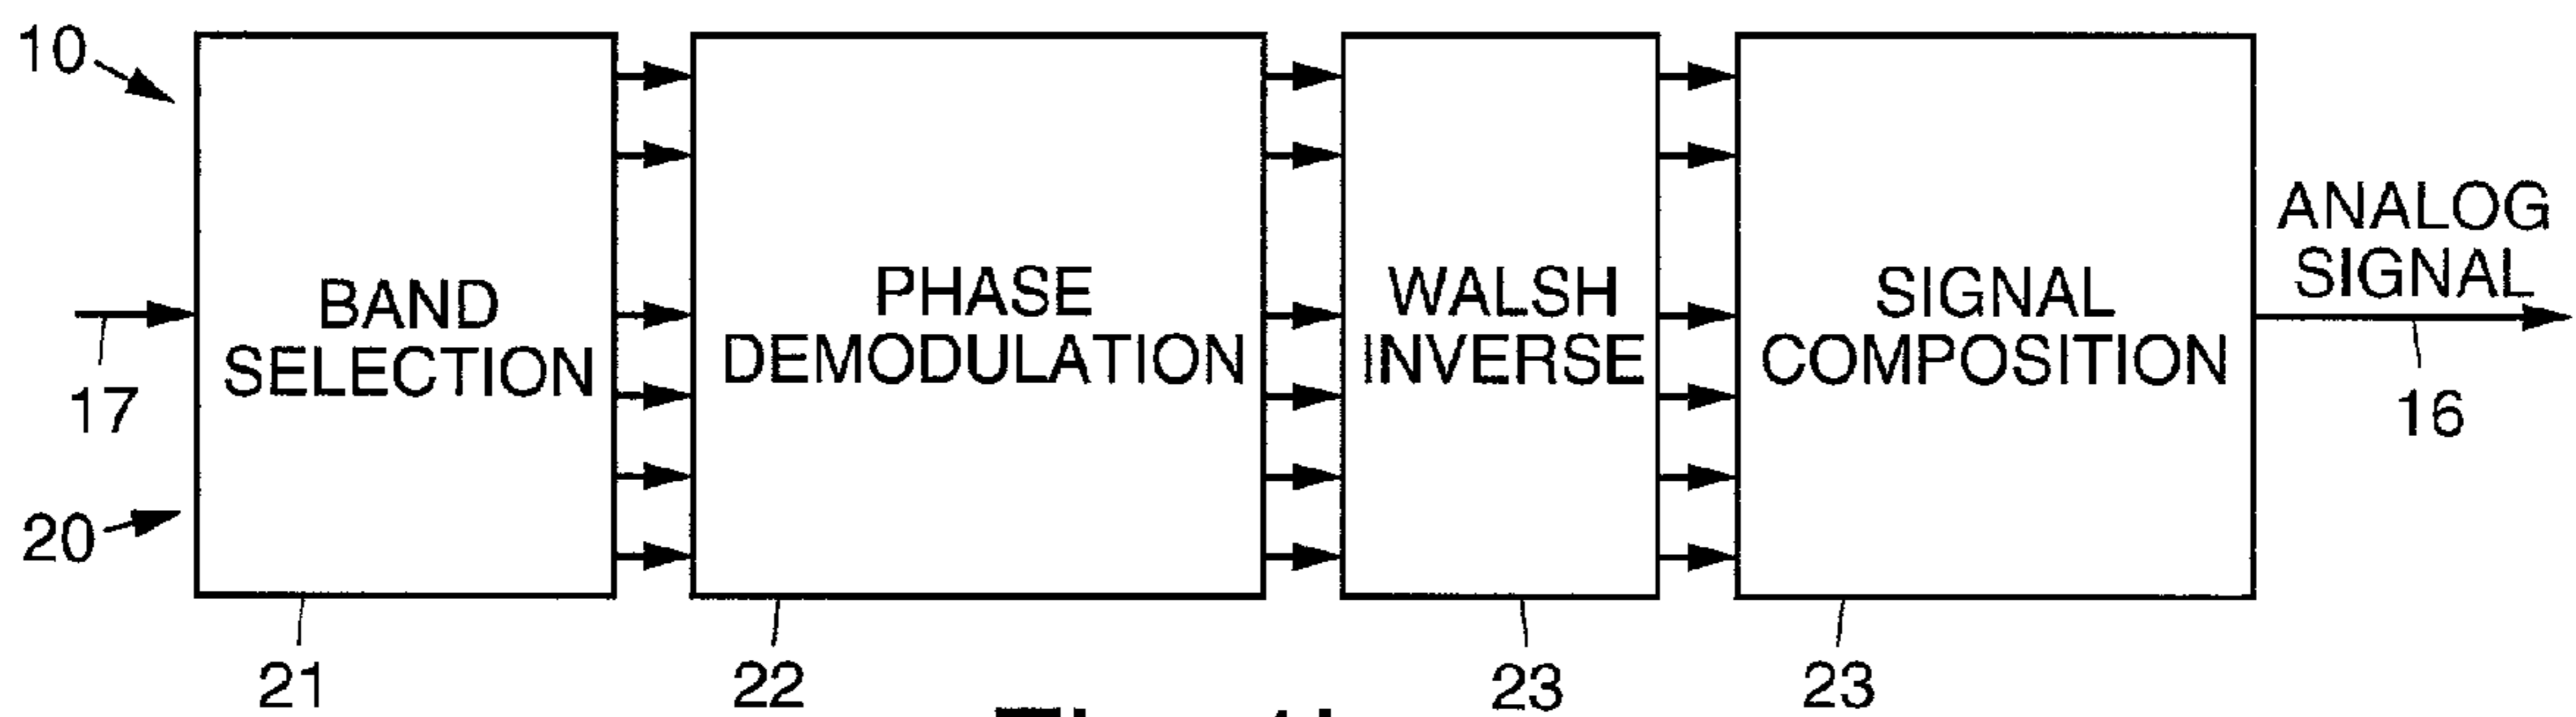 10
BAND
SELECTION
PHASE
DEMODULATION
WALSH
INVERSE
SIGNAL
COMPOSITION
ANALOG
SIGNAL
17
16
20
21
22
23
23